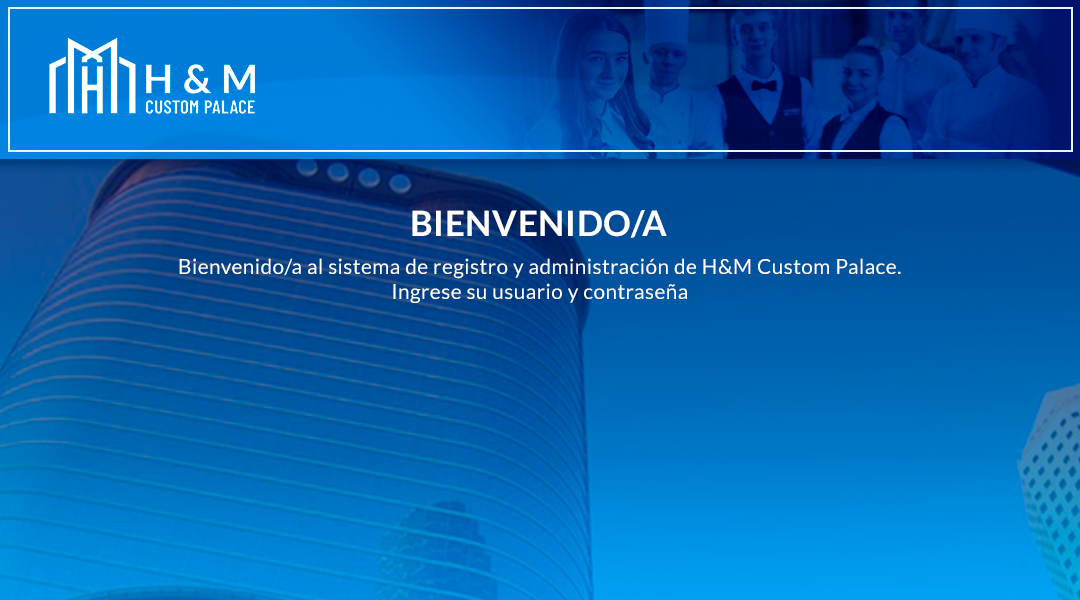 H & M
CUSTOM PALACE
BIENVENIDO/A
Bienvenido/a al sistema de registro y administración de H&M Custom Palace.
Ingrese su usuario y contraseña